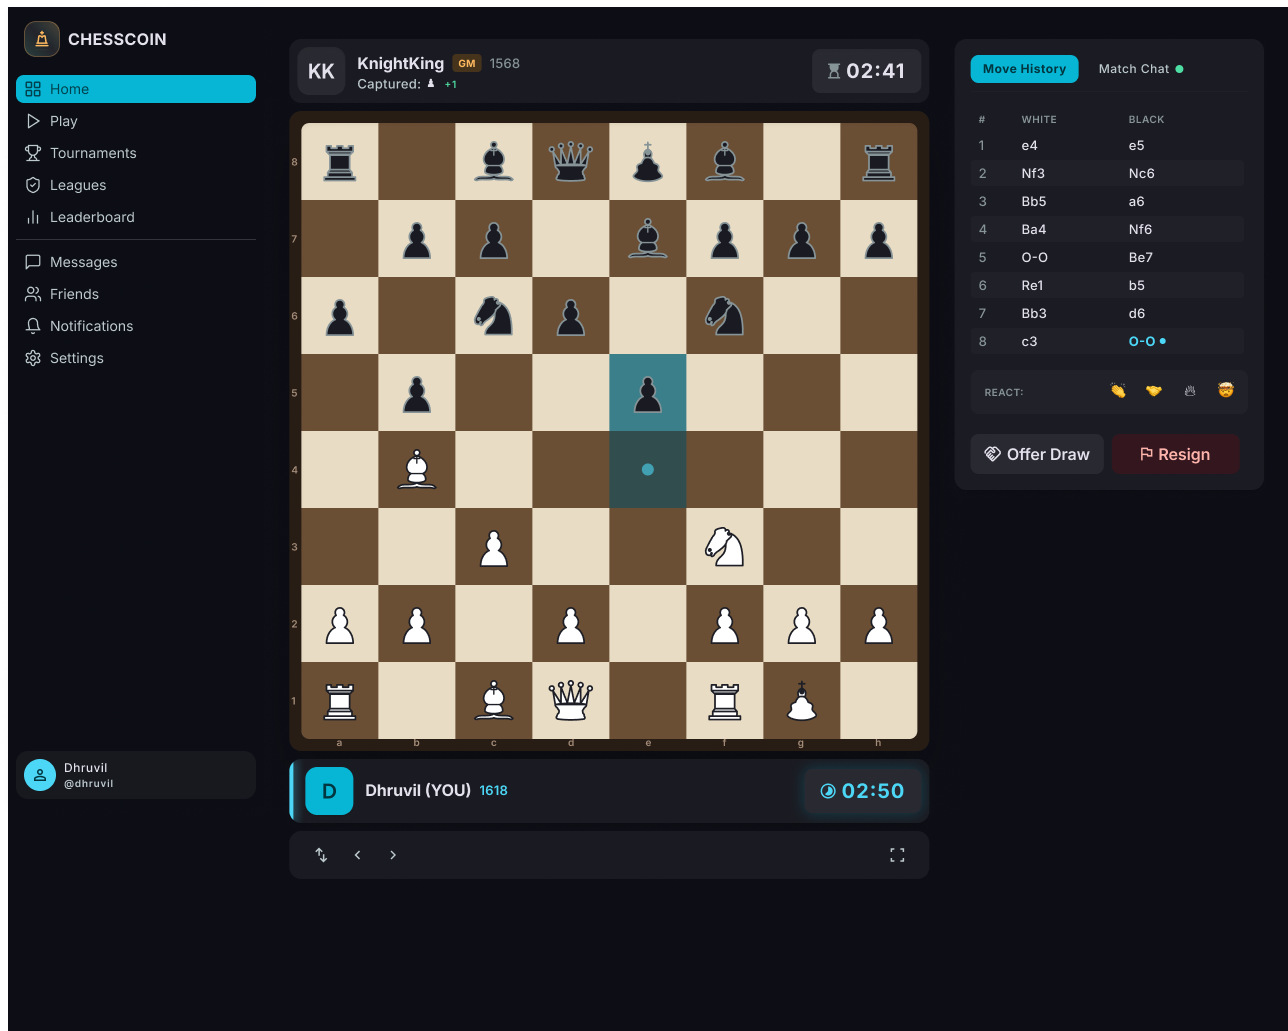 CHESSCOIN
Home
Play
Tournaments
Leagues
Leaderboard
Messages
Friends
Notifications
Settings
Dhruvil
@dhruvil
KK
KnightKing GM 1568
Captured: +1
02:41
8
7
6
5
4
3
2
1
a b c d e f g h
D
Dhruvil (YOU) 1618
02:50
Move History Match Chat
# WHITE BLACK
1 e4 e5
2 Nf3 Nc6
3 Bb5 a6
4 Ba4 Nf6
5 O-O Be7
6 Re1 b5
7 Bb3 d6
8 c3 O-O
REACT:
Offer Draw Resign